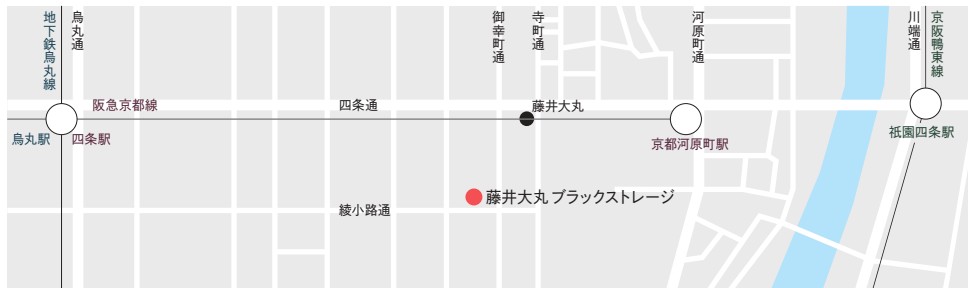 地下鉄烏丸線
烏丸通
御幸町通
寺町通
河原町通
川端通
京阪鴨東線
阪急京都線
四条通
藤井大丸
烏丸駅
四条駅
京都河原町駅
祇園四条駅
藤井大丸 ブラックストレージ
綾小路通